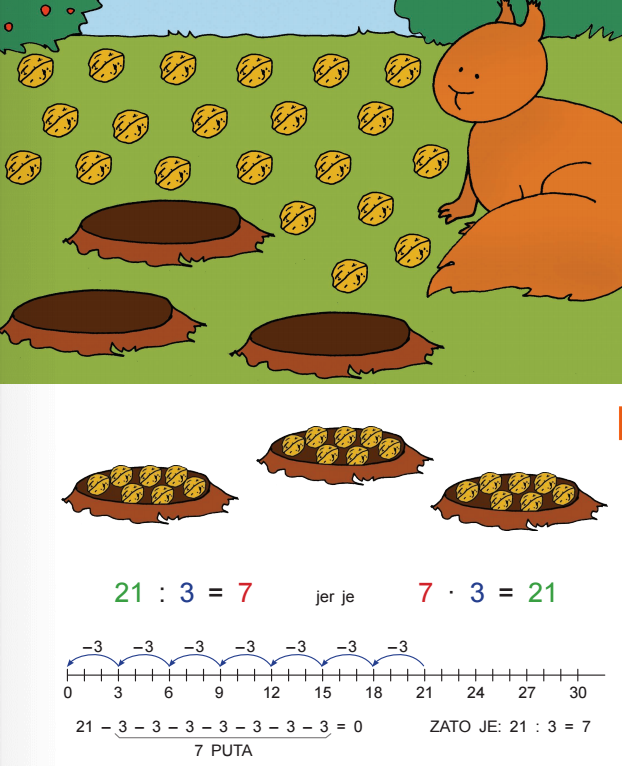 21 : 3 = 7 jer je 7 · 3 = 21
−3 −3 −3 −3 −3 −3 −3
0 3 6 9 12 15 18 21 24 27 30
21 − 3 − 3 − 3 − 3 − 3 − 3 − 3 = 0 ZATO JE: 21 : 3 = 7
7 PUTA